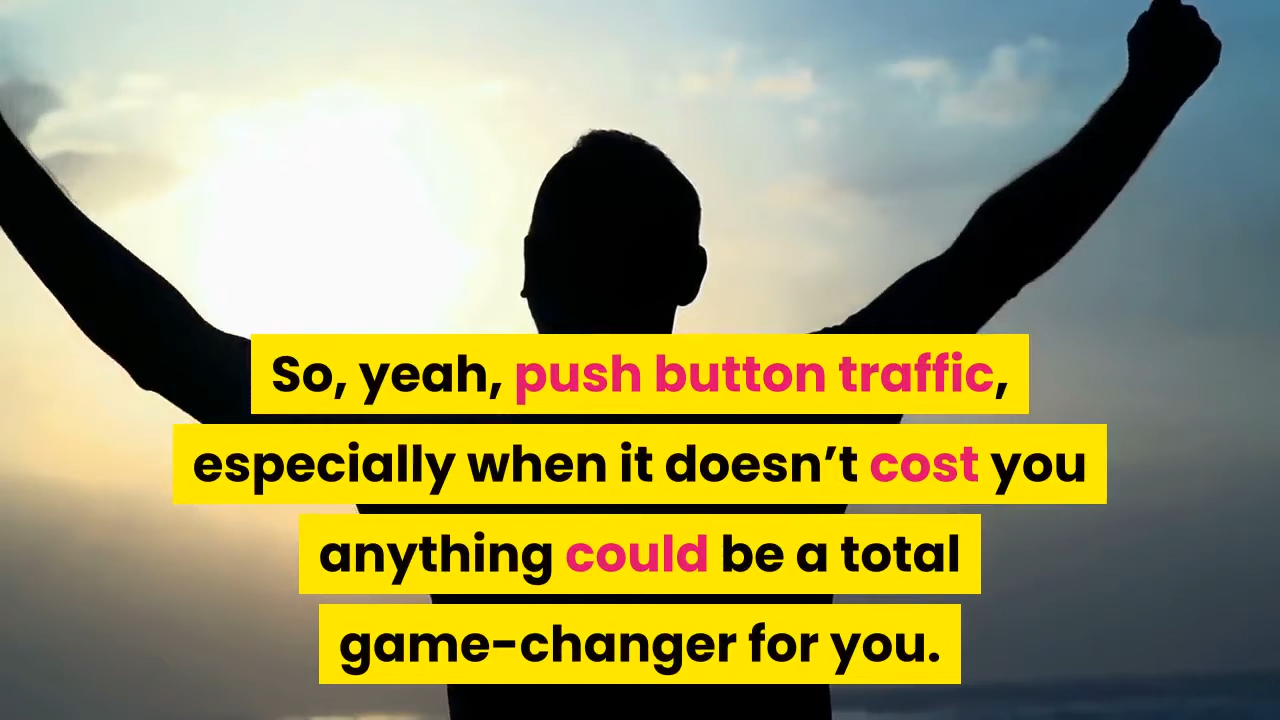 So, yeah, push button traffic,
especially when it doesn’t cost you
anything could be a total
game-changer for you.